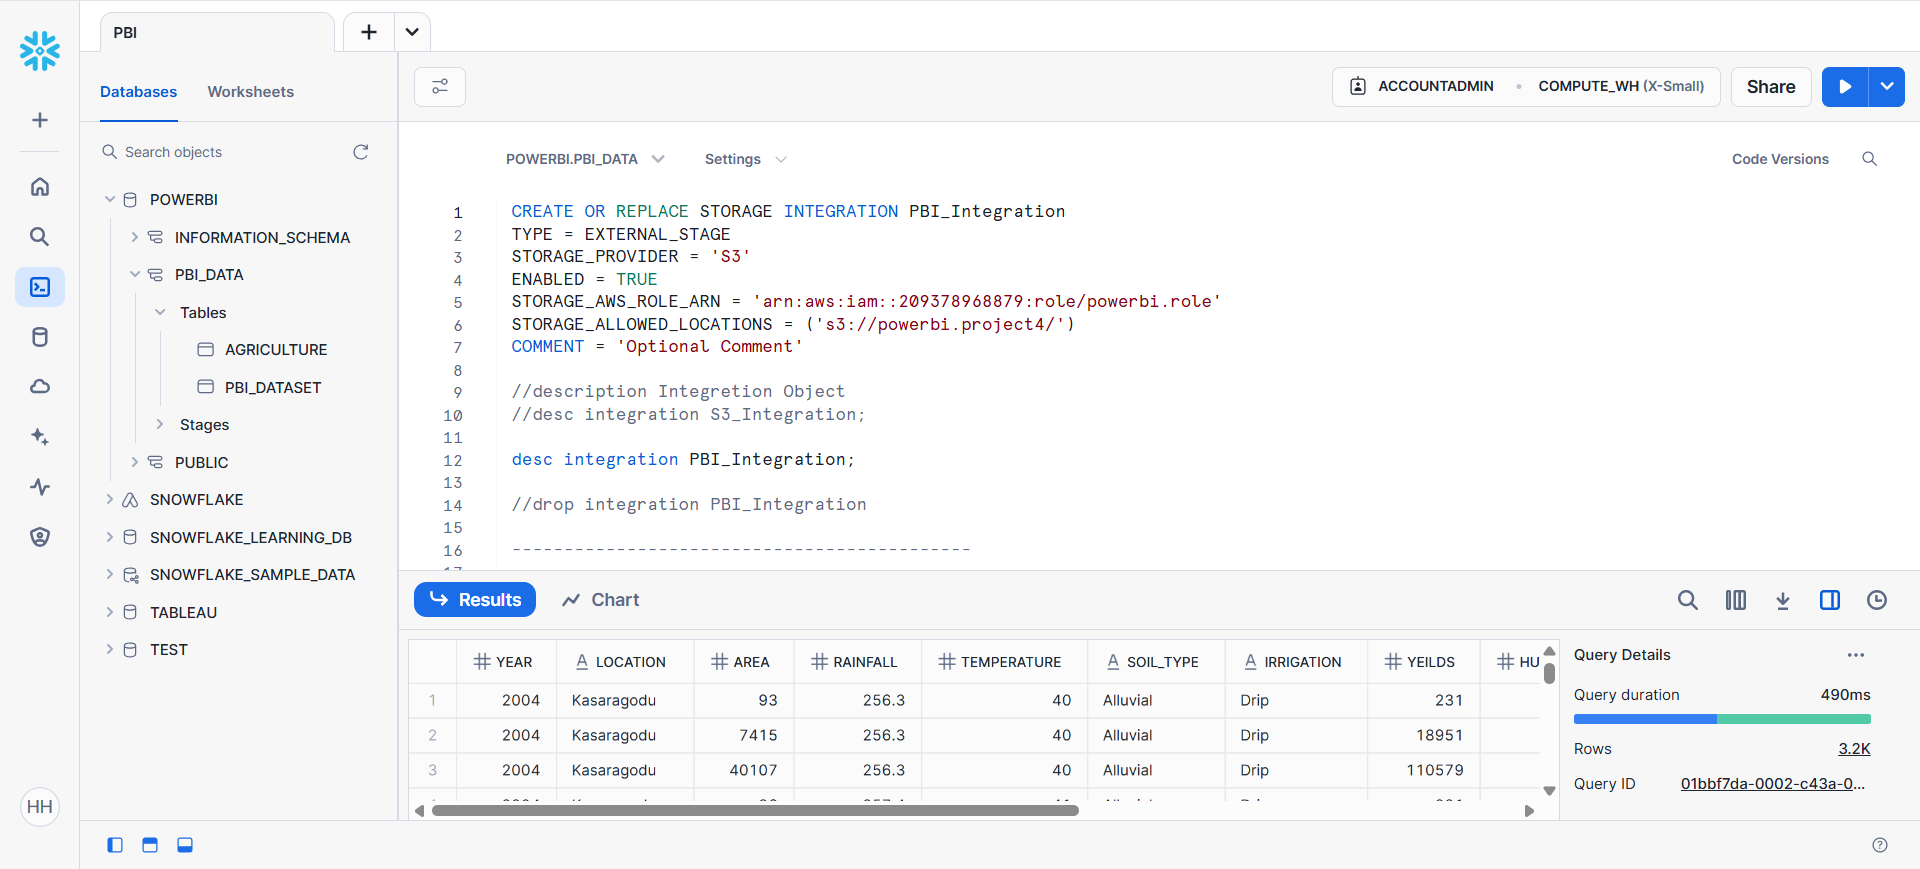 PBI
Databases
Worksheets
Search objects
POWERBI
INFORMATION_SCHEMA
PBI_DATA
Tables
AGRICULTURE
PBI_DATASET
Stages
PUBLIC
SNOWFLAKE
SNOWFLAKE_LEARNING_DB
SNOWFLAKE_SAMPLE_DATA
TABLEAU
TEST
HH
ACCOUNTADMIN COMPUTE_WH (X-Small)
Share
POWERBI.PBI_DATA Settings
Code Versions
1 CREATE OR REPLACE STORAGE INTEGRATION PBI_Integration
2 TYPE = EXTERNAL_STAGE
3 STORAGE_PROVIDER = 'S3'
4 ENABLED = TRUE
5 STORAGE_AWS_ROLE_ARN = 'arn:aws:iam::209378968879:role/powerbi.role'
6 STORAGE_ALLOWED_LOCATIONS = ('s3://powerbi.project4/')
7 COMMENT = 'Optional Comment'
8
9 //description Integretion Object
10 //desc integration S3_Integration;
11
12 desc integration PBI_Integration;
13
14 //drop integration PBI_Integration
15
16 --------------------------------------------
Results Chart
YEAR LOCATION AREA RAINFALL TEMPERATURE SOIL_TYPE IRRIGATION YEILDS HU
1 2004 Kasaragodu 93 256.3 40 Alluvial Drip 231
2 2004 Kasaragodu 7415 256.3 40 Alluvial Drip 18951
3 2004 Kasaragodu 40107 256.3 40 Alluvial Drip 110579
Query Details
Query duration 490ms
Rows 3.2K
Query ID 01bbf7da-0002-c43a-0...